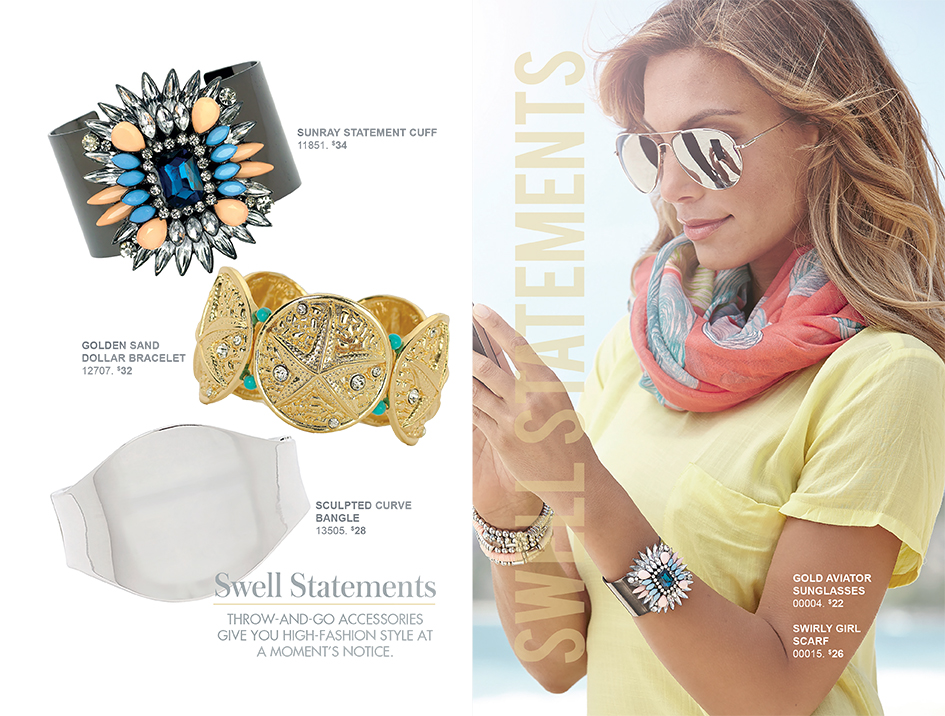 SUNRAY STATEMENT CUFF
11851. $34
GOLDEN SAND
DOLLAR BRACELET
12707. $32
SCULPTED CURVE
BANGLE
13505. $28
Swell Statements
THROW-AND-GO ACCESSORIES
GIVE YOU HIGH-FASHION STYLE AT
A MOMENT'S NOTICE.
SWELL STATEMENTS
GOLD AVIATOR
SUNGLASSES
00004. $22
SWIRLY GIRL
SCARF
00015. $26